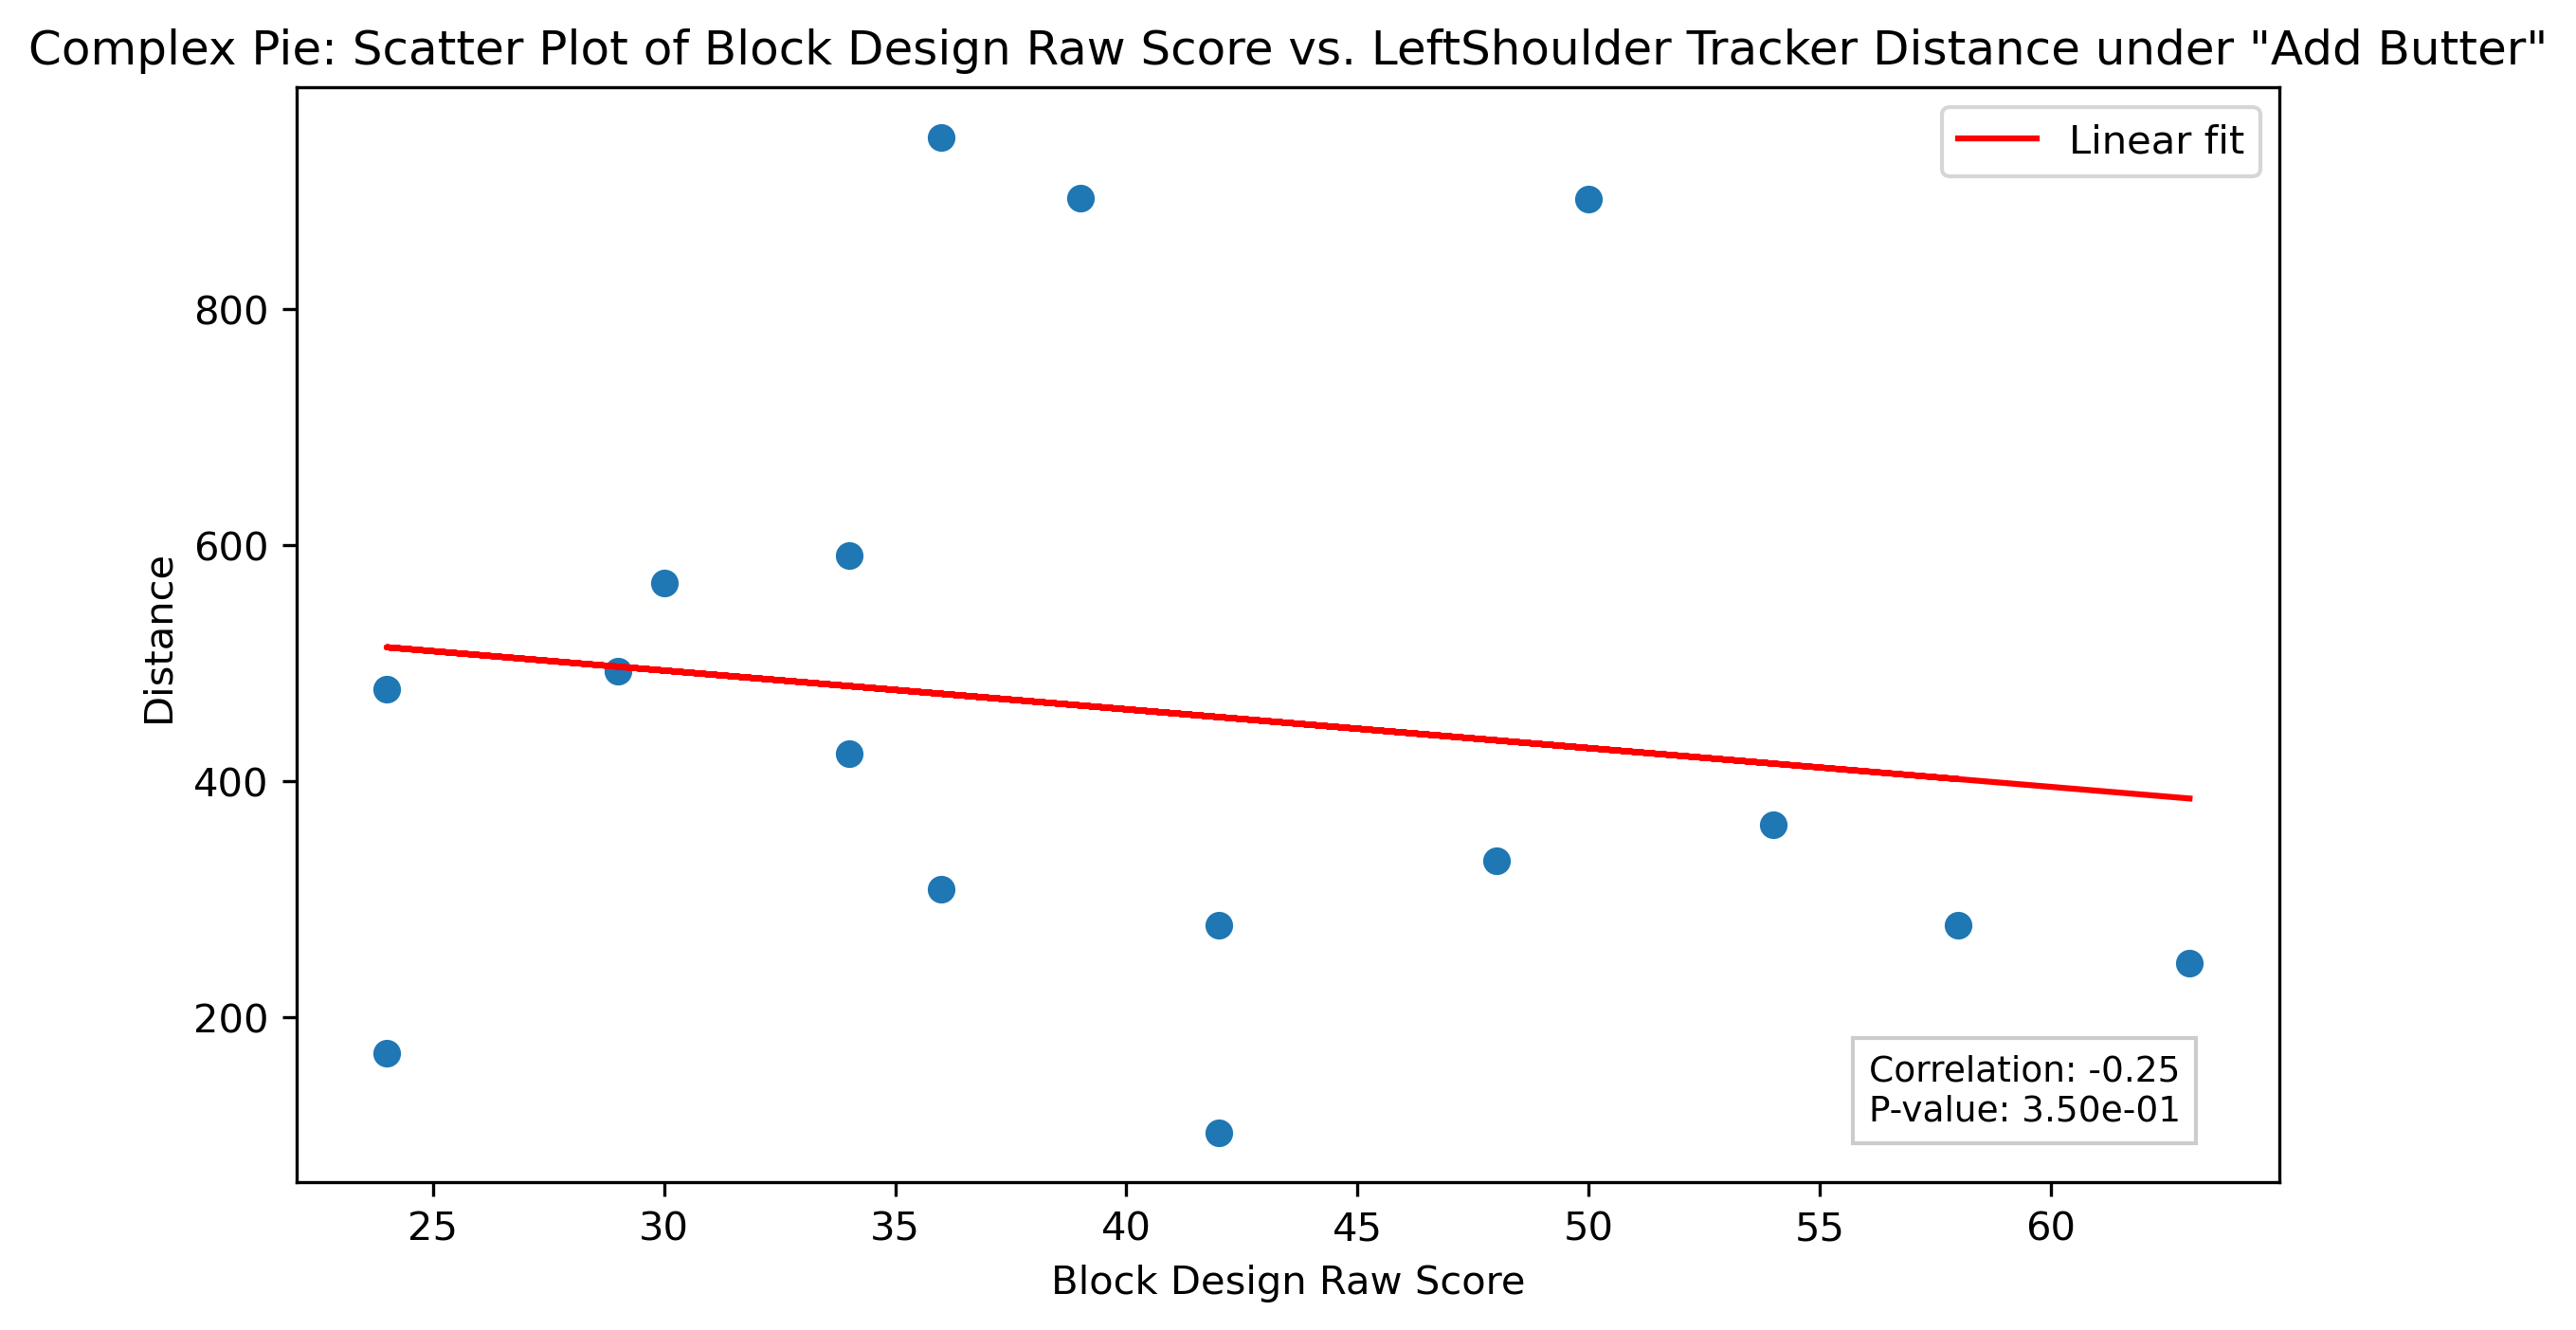 Complex Pie: Scatter Plot of Block Design Raw Score vs. LeftShoulder Tracker Distance under "Add Butter"
Linear fit
Distance
800
600
400
200
Correlation: -0.25
P-value: 3.50e-01
25 30 35 40 45 50 55 60
Block Design Raw Score